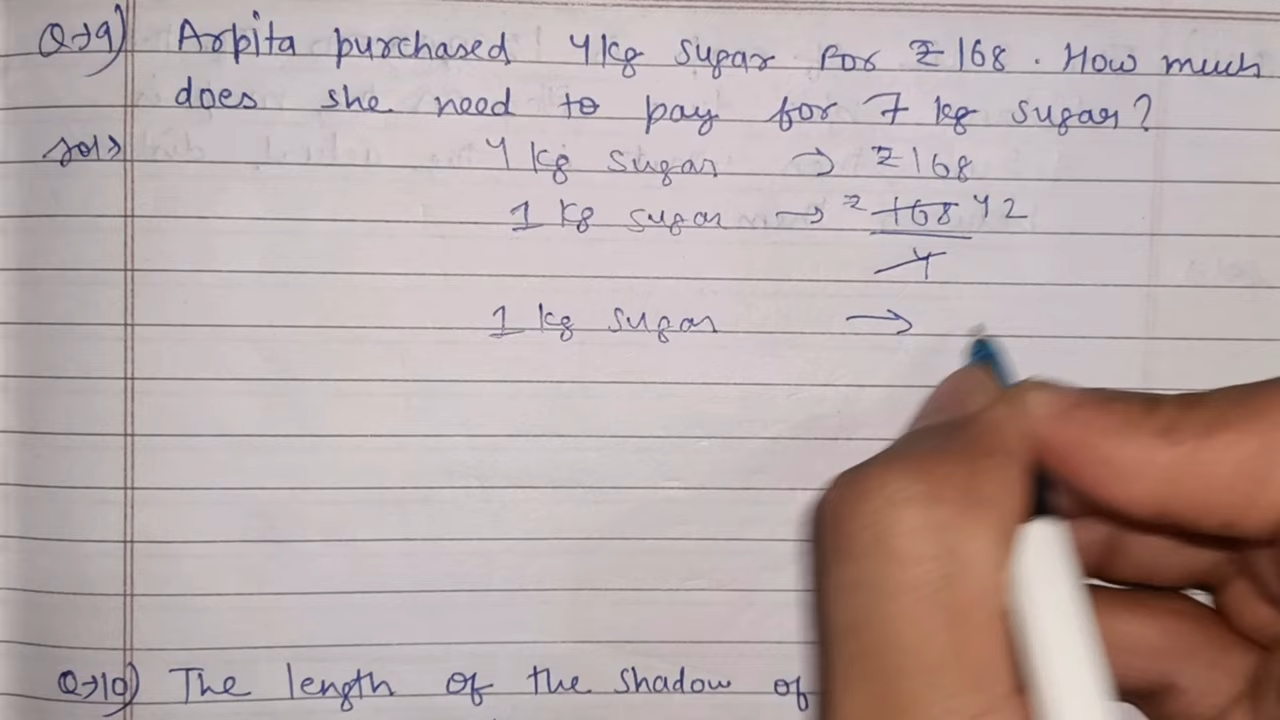 Q→9) Arpita purchased 4kg sugar for ₹168. How much
does she need to pay for 7 kg sugar?
Sol→ 4 kg sugar → ₹168
1 kg sugar → ₹ 168 42
4
1 kg sugar →
Q→10) The length of the shadow of